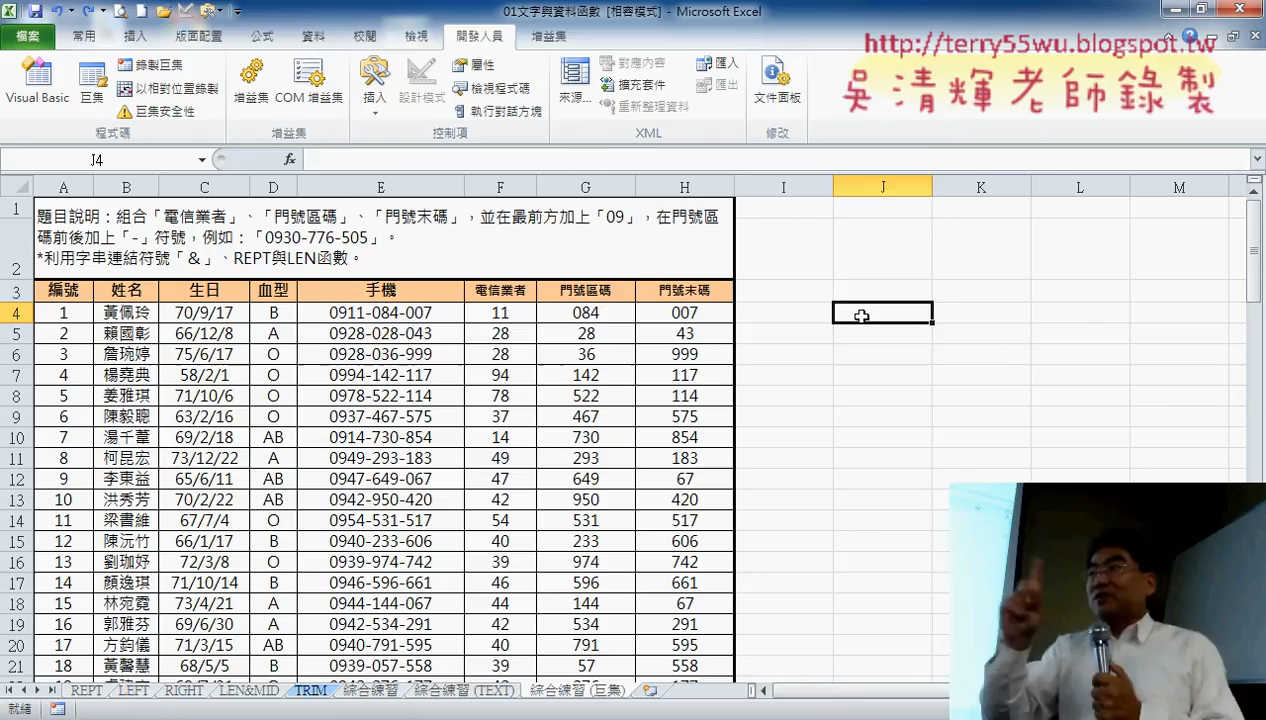 01文字與資料函數 [相容模式] - Microsoft Excel
檔案 常用 插入 版面配置 公式 資料 校閱 檢視 開發人員 增益集
http://terry55wu.blogspot.tw
吳清輝老師錄製
Visual Basic 巨集 錄製巨集 以相對位置錄製 巨集安全性 增益集 COM 增益集 插入 設計模式 屬性 檢視程式碼 執行對話方塊 來源... 對應內容 擴充套件 重新整理資料 匯入 匯出 文件面板
程式碼 增益集 控制項 XML 修改
J4 fx
A B C D E F G H I J K L M
1 題目說明：組合「電信業者」、「門號區碼」、「門號末碼」，並在最前方加上「09」，在門號區
碼前後加上「-」符號，例如：「0930-776-505」。
2 *利用字串連結符號「&」、REPT與LEN函數。
3 編號 姓名 生日 血型 手機 電信業者 門號區碼 門號末碼
4 1 黃佩玲 70/9/17 B 0911-084-007 11 084 007
5 2 賴國彰 66/12/8 A 0928-028-043 28 28 43
6 3 詹琬婷 75/6/17 O 0928-036-999 28 36 999
7 4 楊堯典 58/2/1 O 0994-142-117 94 142 117
8 5 姜雅琪 71/10/6 O 0978-522-114 78 522 114
9 6 陳毅聰 63/2/16 O 0937-467-575 37 467 575
10 7 湯千葦 69/2/18 AB 0914-730-854 14 730 854
11 8 柯昆宏 73/12/22 A 0949-293-183 49 293 183
12 9 李東益 65/6/11 AB 0947-649-067 47 649 67
13 10 洪秀芳 70/2/22 AB 0942-950-420 42 950 420
14 11 梁書維 67/7/4 O 0954-531-517 54 531 517
15 12 陳沅竹 66/1/17 B 0940-233-606 40 233 606
16 13 劉珈妤 72/3/8 O 0939-974-742 39 974 742
17 14 顏逸琪 71/10/14 B 0946-596-661 46 596 661
18 15 林宛霓 73/4/21 A 0944-144-067 44 144 67
19 16 郭雅芬 69/6/30 A 0942-534-291 42 534 291
20 17 方鈞儀 71/3/15 AB 0940-791-595 40 791 595
21 18 黃馨慧 68/5/5 B 0939-057-558 39 57 558
REPT LEFT RIGHT LEN&MID TRIM 綜合練習 綜合練習 (TEXT) 綜合練習 (巨集)
就緒